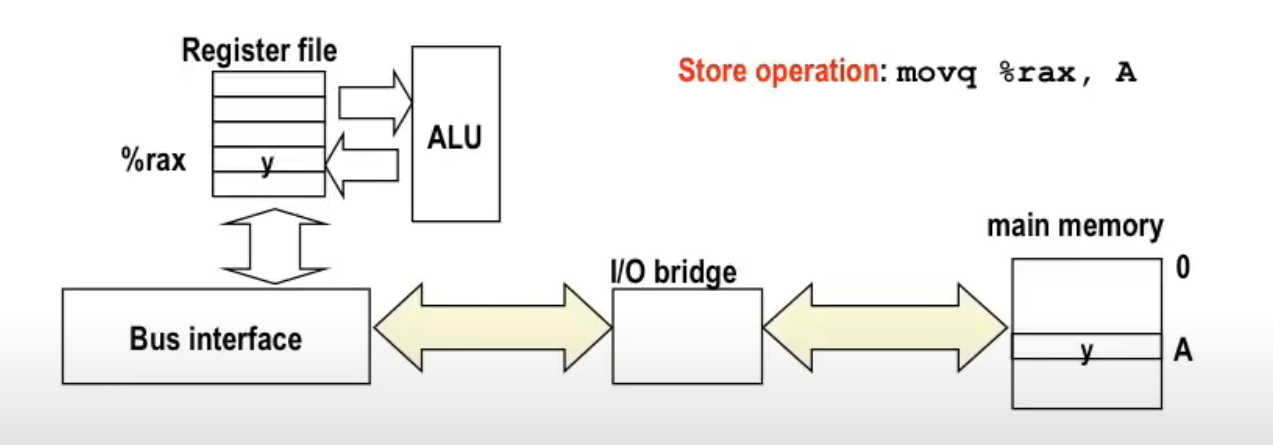 Register file
Store operation: movq %rax, A
ALU
%rax
y
main memory
0
I/O bridge
Bus interface
y
A